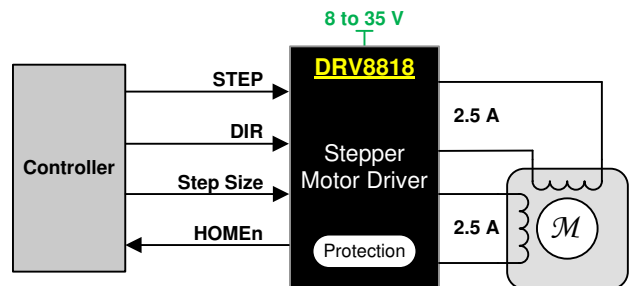 8 to 35 V
DRV8818
STEP
2.5 A
DIR
Controller
Stepper
Motor Driver
Step Size
HOMEn
2.5 A
M
Protection